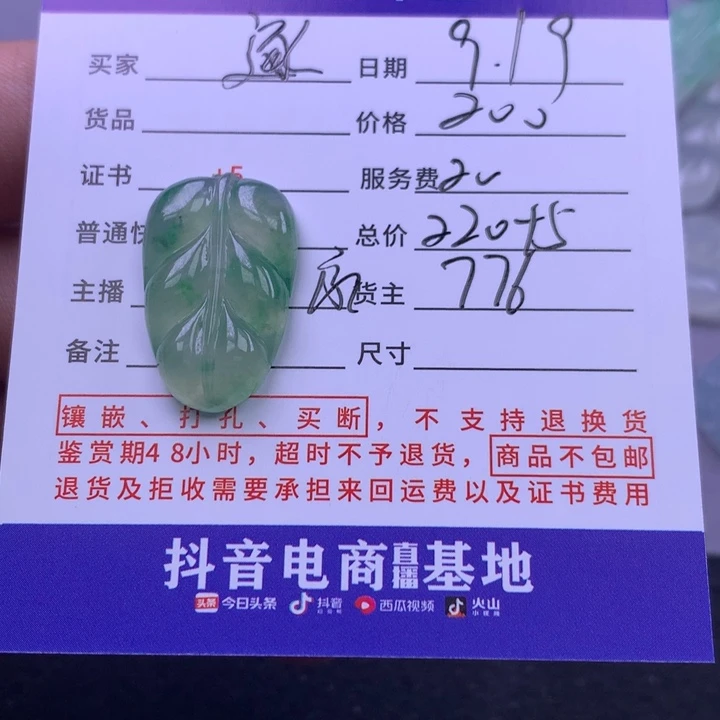 买家 日期 9.19
货品 价格 200
证书 +5 服务费 20
普通快 总价 220+5
主播 货主 776
备注 尺寸
镶嵌、打孔、买断，不支持退换货
鉴赏期48小时，超时不予退货，商品不包邮
退货及拒收需要承担来回运费以及证书费用
抖音电商直播基地
头条 今日头条 抖音 西瓜视频 火山